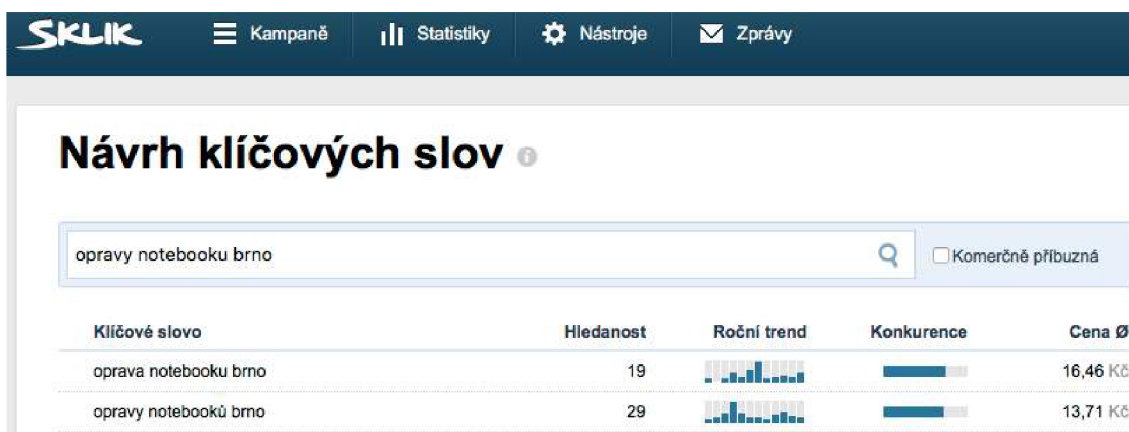 SKLIK Kampaně Statistiky Nástroje Zprávy
Návrh klíčových slov
opravy notebooku brno Komerčně příbuzná
Klíčové slovo Hledanost Roční trend Konkurence Cena Ø
oprava notebooku brno 19 16,46 Kč
opravy notebooků brno 29 13,71 Kč